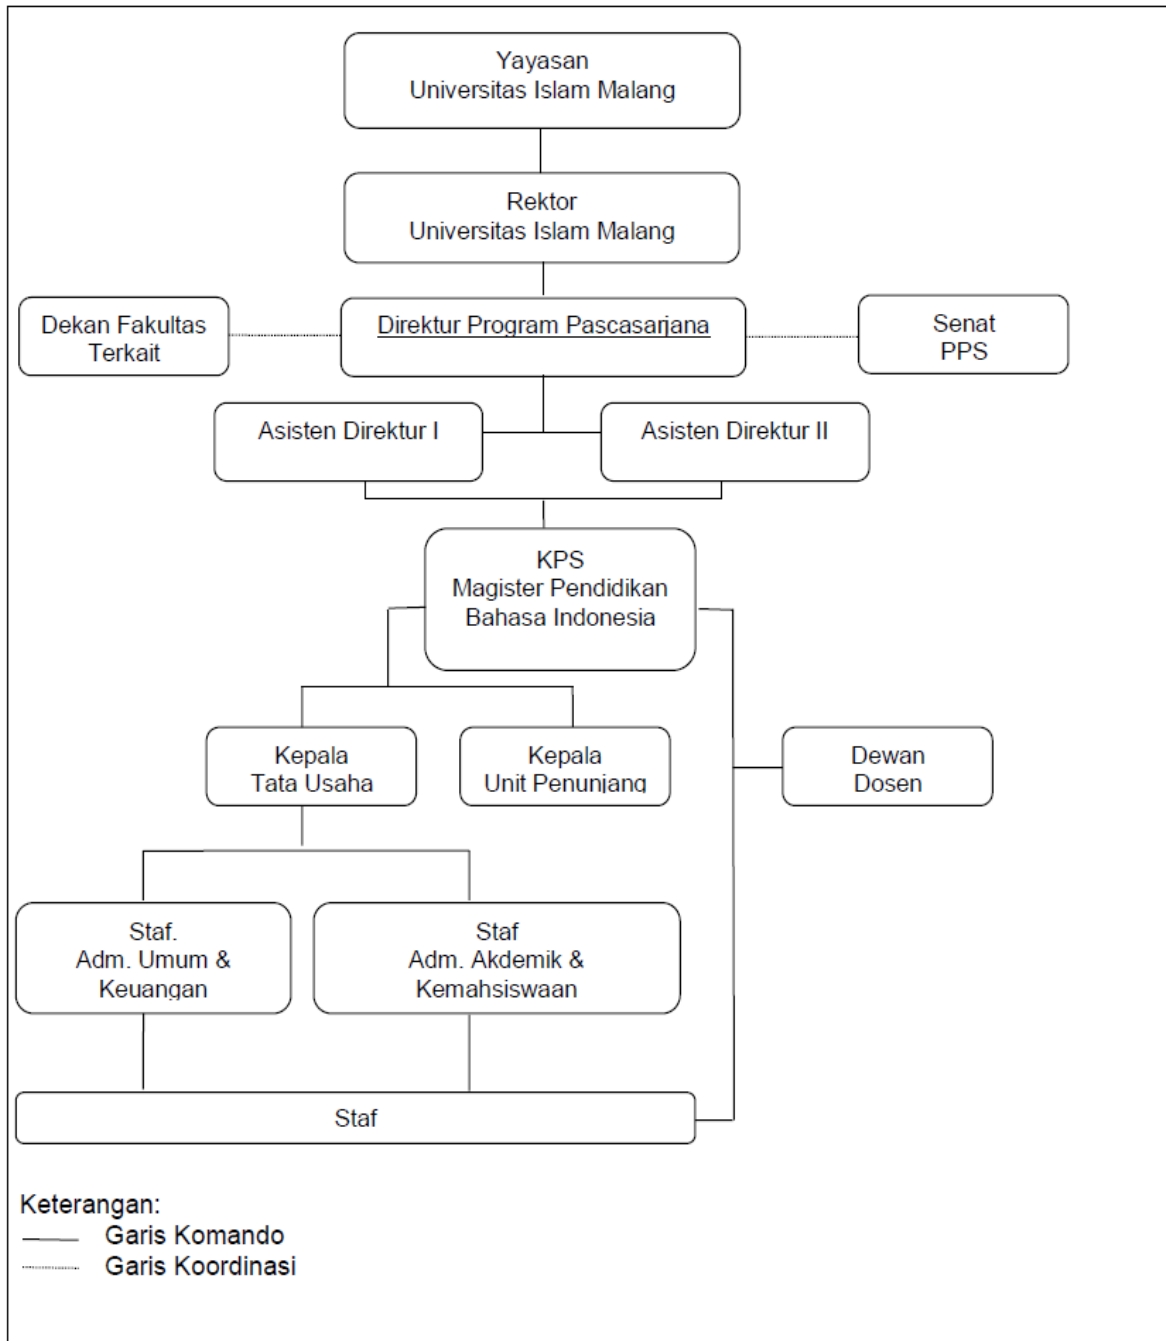 Yayasan
Universitas Islam Malang
Rektor
Universitas Islam Malang
Dekan Fakultas
Terkait
Direktur Program Pascasarjana
Senat
PPS
Asisten Direktur I
Asisten Direktur II
KPS
Magister Pendidikan
Bahasa Indonesia
Kepala
Tata Usaha
Kepala
Unit Penunjang
Dewan
Dosen
Staf.
Adm. Umum &
Keuangan
Staf
Adm. Akdemik &
Kemahsiswaan
Staf
Keterangan:
Garis Komando
Garis Koordinasi